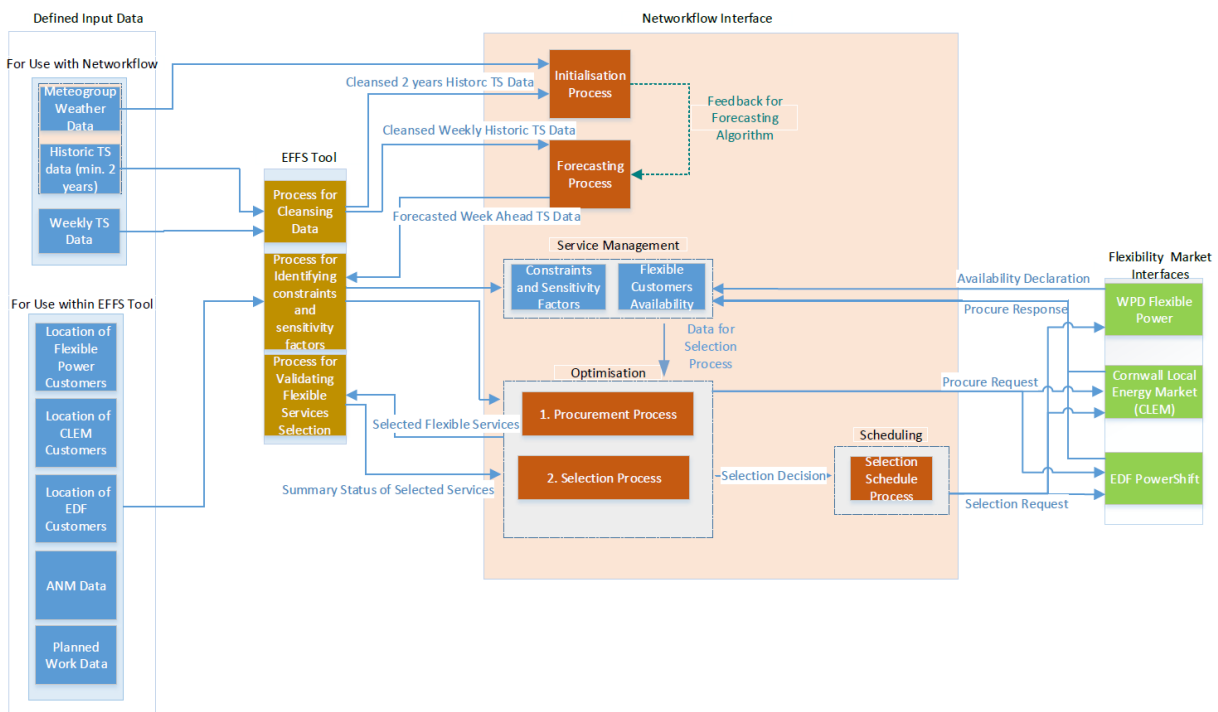 Defined Input Data
For Use with Networkflow
Meteogroup
Weather
Data
Historic TS
data (min. 2
years)
Weekly TS
Data
For Use within EFFS Tool
Location of
Flexible
Power
Customers
Location of
CLEM
Customers
Location of
EDF
Customers
ANM Data
Planned
Work Data
EFFS Tool
Process for
Cleansing
Data
Process for
Identifying
constraints
and
sensitivity
factors
Process for
Validating
Flexible
Services
Selection
Networkflow Interface
Cleansed 2 years Historc TS Data
Cleansed Weekly Historic TS Data
Forecasted Week Ahead TS Data
Initialisation
Process
Forecasting
Process
Feedback for
Forecasting
Algorithm
Service Management
Constraints
and Sensitivity
Factors
Flexible
Customers
Availability
Data for
Selection
Process
Optimisation
1. Procurement Process
2. Selection Process
Selected Flexible Services
Summary Status of Selected Services
Selection Decision
Scheduling
Selection
Schedule
Process
Availability Declaration
Procure Response
Procure Request
Selection Request
Flexibility Market
Interfaces
WPD Flexible
Power
Cornwall Local
Energy Market
(CLEM)
EDF PowerShift